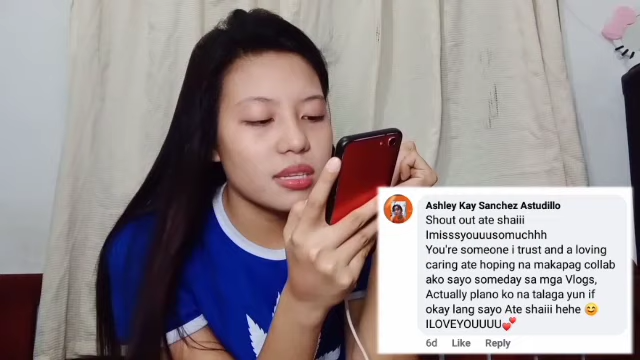 Ashley Kay Sanchez Astudillo
Shout out ate shaiii
Imisssyouuusomuchhh
You're someone i trust and a loving
caring ate hoping na makapag collab
ako sayo someday sa mga Vlogs,
Actually plano ko na talaga yun if
okay lang sayo Ate shaiii hehe 😊
ILOVEYOUUUU💕
6d Like Reply